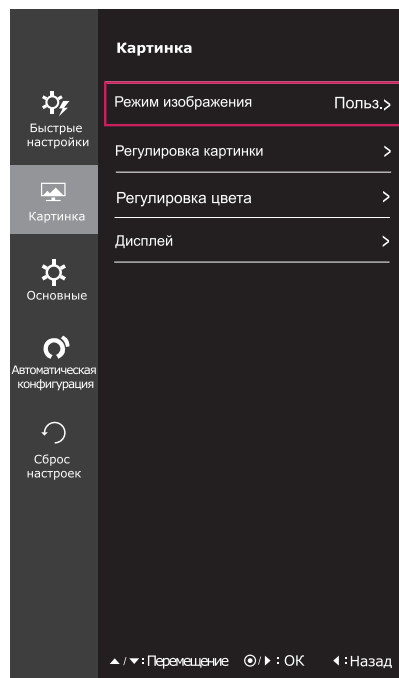 Картинка
Режим изображения Польз.>
Регулировка картинки >
Регулировка цвета >
Дисплей >
Быстрые
настройки
Картинка
Основные
Автоматическая
конфигурация
Сброс
настроек
▲/▼:Перемещение ⦿/▶:ОК ◀:Назад